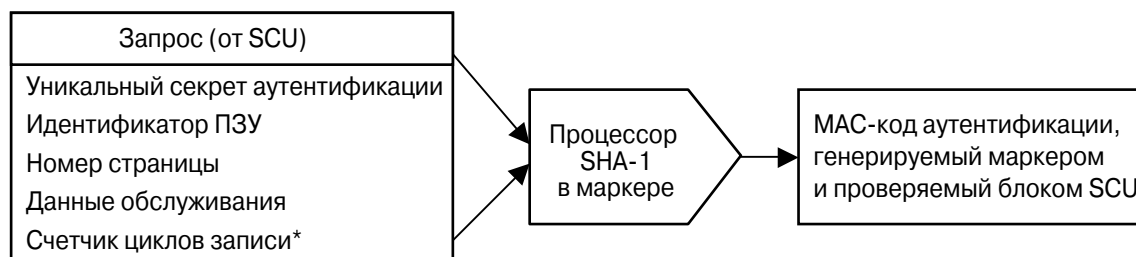 Запрос (от SCU)
Уникальный секрет аутентификации
Идентификатор ПЗУ
Номер страницы
Данные обслуживания
Счетчик циклов записи*
Процессор
SHA-1
в маркере
MAC-код аутентификации,
генерируемый маркером
и проверяемый блоком SCU